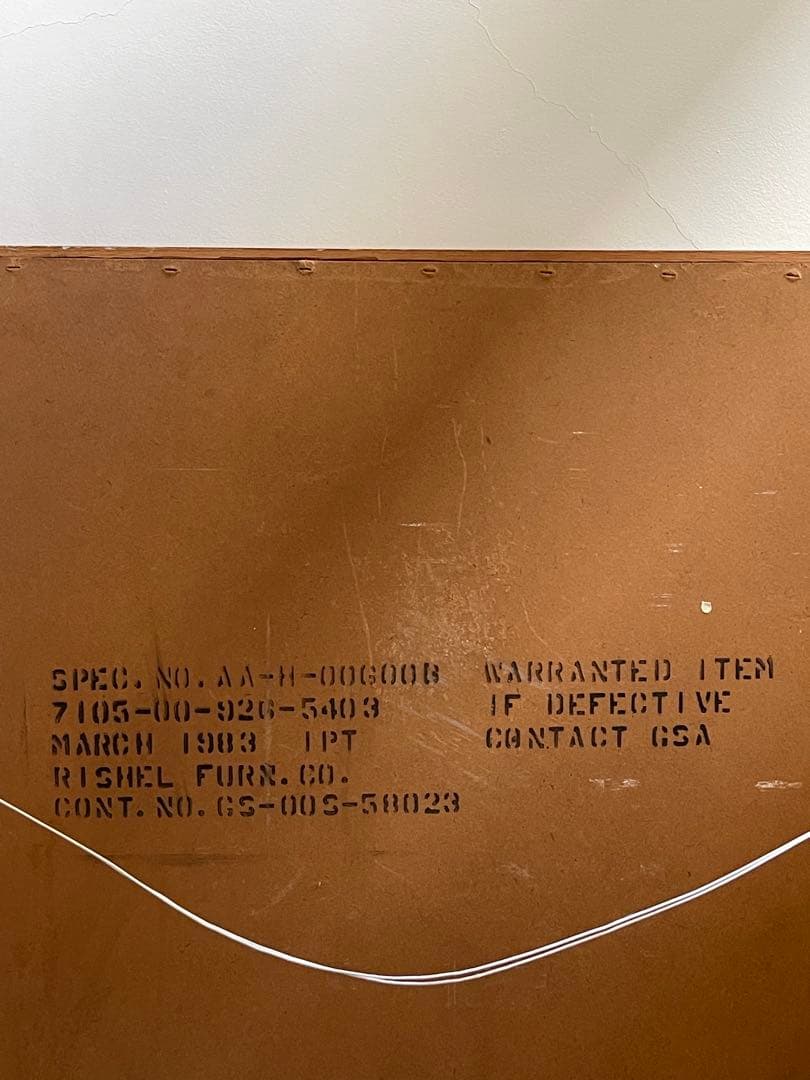 SPEC. NO. AA-H-00600B
7105-00-926-5403
MARCH 1983 1PT
RISHEL FURN. CO.
CONT. NO. GS-00S-58023
WARRANTED ITEM
IF DEFECTIVE
CONTACT GSA